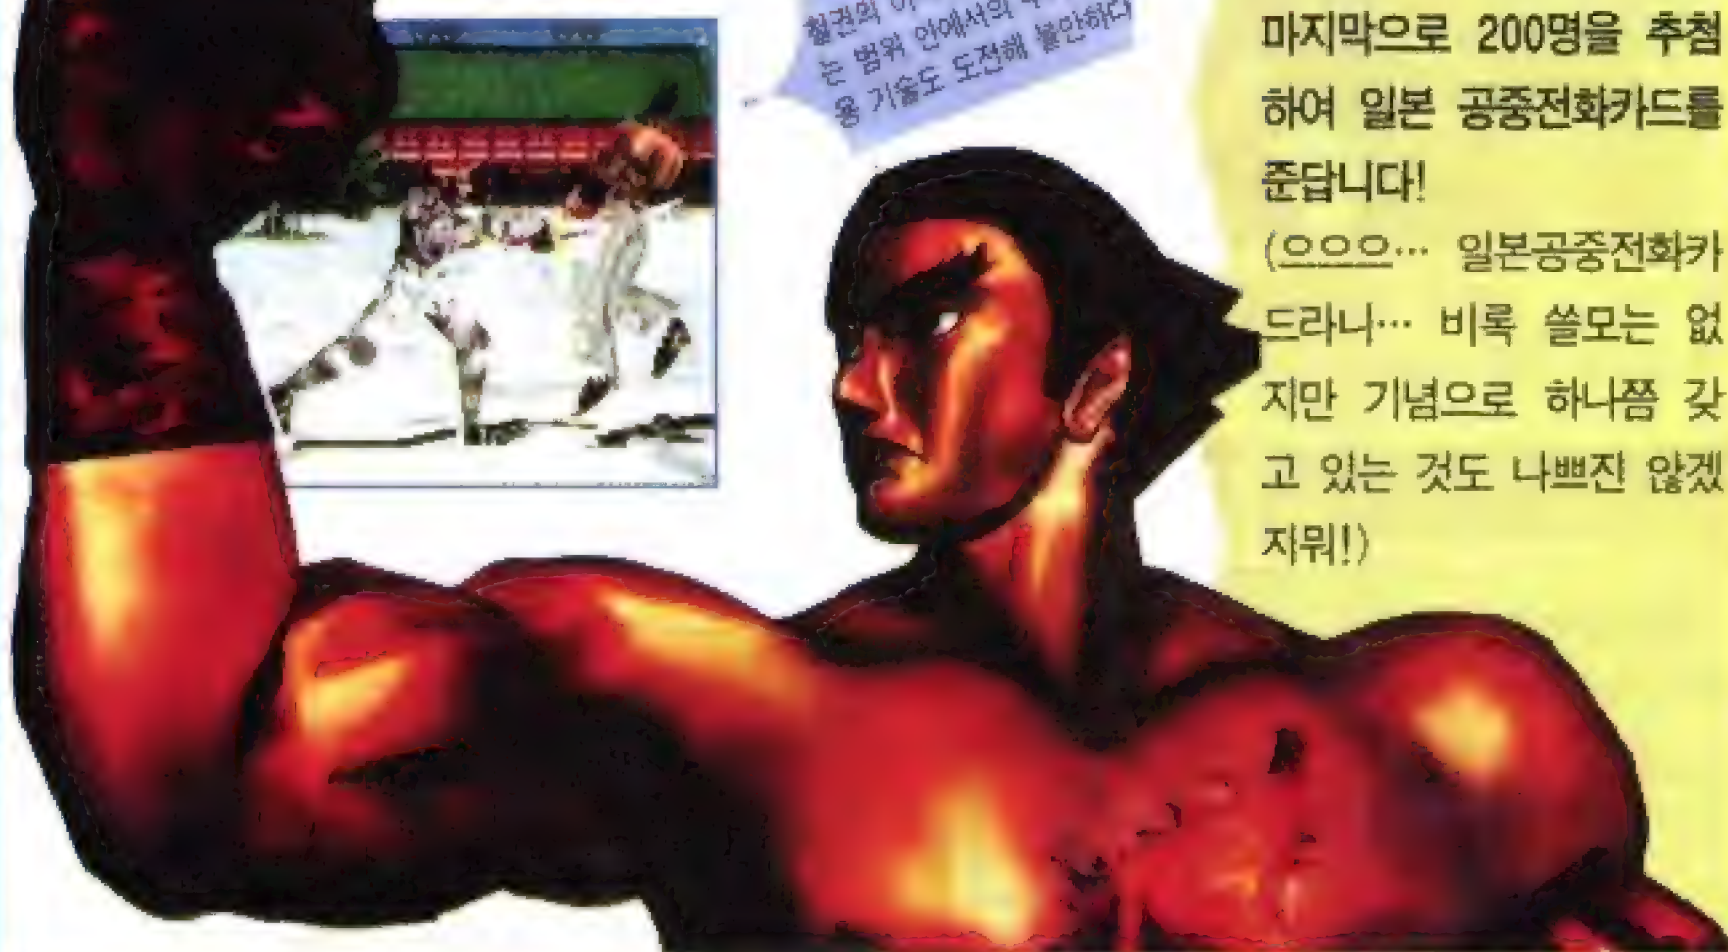 철권의
는 범위 안에서의
용 기술도 도전해 볼만하다
마지막으로 200명을 추첨
하여 일본 공중전화카드를
준답니다!
(으으으… 일본공중전화카
드라니… 비록 쓸모는 없
지만 기념으로 하나쯤 갖
고 있는 것도 나쁘진 않겠
지뭐!)